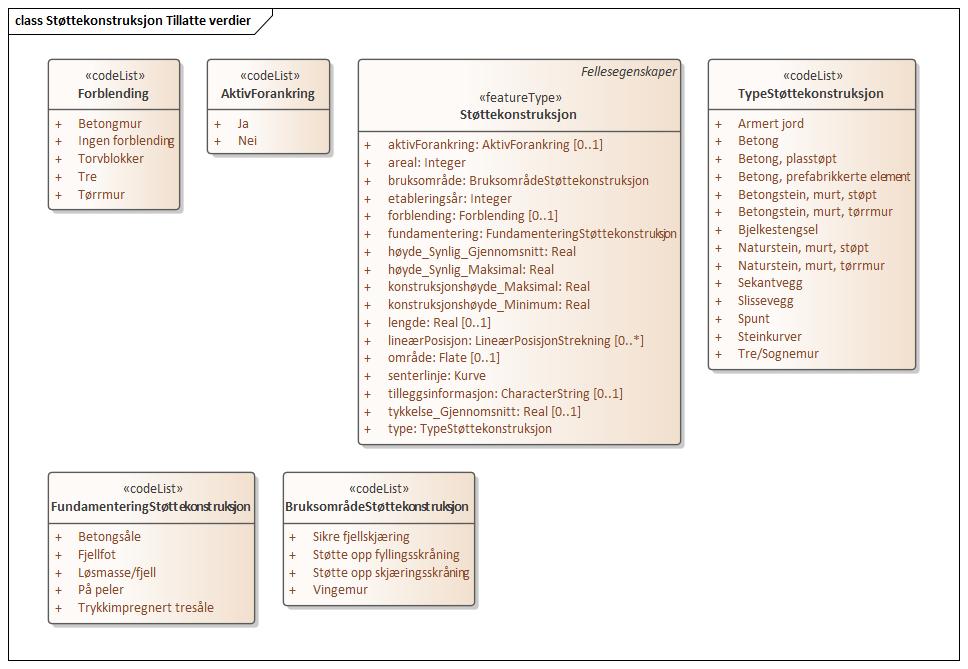 class Støttekonstruksjon Tillatte verdier
«codeList»
Forblending
+ Betongmur
+ Ingen forblending
+ Torvblokker
+ Tre
+ Tørrmur
«codeList»
AktivForankring
+ Ja
+ Nei
Fellesegenskaper
«featureType»
Støttekonstruksjon
+ aktivForankring: AktivForankring [0..1]
+ areal: Integer
+ bruksområde: BruksområdeStøttekonstruksjon
+ etableringsår: Integer
+ forblending: Forblending [0..1]
+ fundamentering: FundamenteringStøttekonstruksjon
+ høyde_Synlig_Gjennomsnitt: Real
+ høyde_Synlig_Maksimal: Real
+ konstruksjonshøyde_Maksimal: Real
+ konstruksjonshøyde_Minimum: Real
+ lengde: Real [0..1]
+ lineærPosisjon: LineærPosisjonStrekning [0..*]
+ område: Flate [0..1]
+ senterlinje: Kurve
+ tilleggsinformasjon: CharacterString [0..1]
+ tykkelse_Gjennomsnitt: Real [0..1]
+ type: TypeStøttekonstruksjon
«codeList»
TypeStøttekonstruksjon
+ Armert jord
+ Betong
+ Betong, plasstøpt
+ Betong, prefabrikkerte element
+ Betongstein, murt, støpt
+ Betongstein, murt, tørrmur
+ Bjelkestengsel
+ Naturstein, murt, støpt
+ Naturstein, murt, tørrmur
+ Sekantvegg
+ Slissevegg
+ Spunt
+ Steinkurver
+ Tre/Sognemur
«codeList»
FundamenteringStøttekonstruksjon
+ Betongsåle
+ Fjellfot
+ Løsmasse/fjell
+ På peler
+ Trykkimpregnert tresåle
«codeList»
BruksområdeStøttekonstruksjon
+ Sikre fjellskjæring
+ Støtte opp fyllingsskråning
+ Støtte opp skjæringsskråning
+ Vingemur